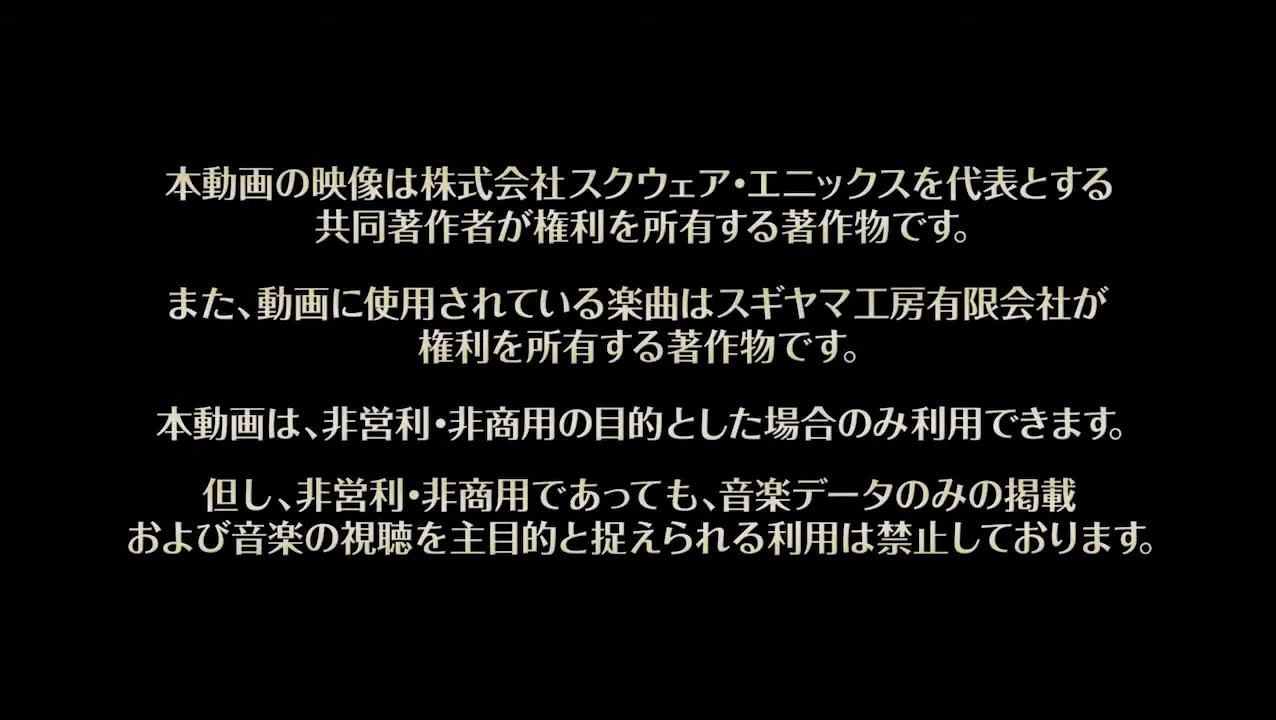 本動画の映像は株式会社スクウェア・エニックスを代表とする
共同著作者が権利を所有する著作物です。
また、動画に使用されている楽曲はスギヤマ工房有限会社が
権利を所有する著作物です。
本動画は、非営利・非商用の目的とした場合のみ利用できます。
但し、非営利・非商用であっても、音楽データのみの掲載
および音楽の視聴を主目的と捉えられる利用は禁止しております。